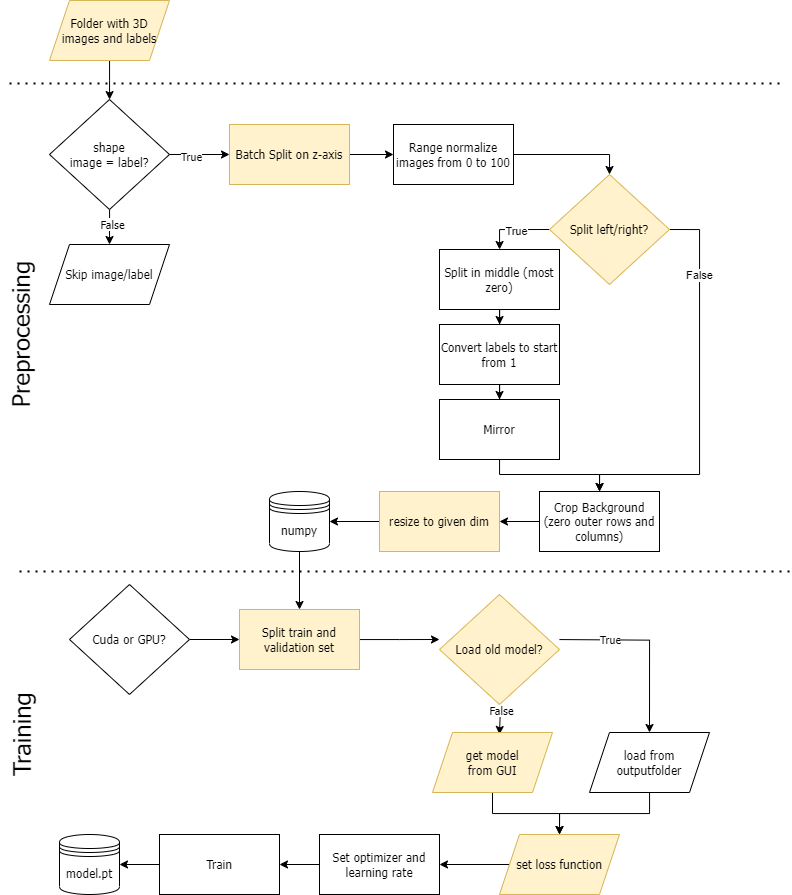 Folder with 3D
images and labels
shape
image = label?
True
Batch Split on z-axis
Range normalize
images from 0 to 100
False
Skip image/label
Split left/right?
True
False
Split in middle (most
zero)
Convert labels to start
from 1
Mirror
Preprocessing
Crop Background
(zero outer rows and
columns)
resize to given dim
numpy
Cuda or GPU?
Split train and
validation set
Load old model?
True
False
get model
from GUI
load from
outputfolder
Training
set loss function
Set optimizer and
learning rate
Train
model.pt